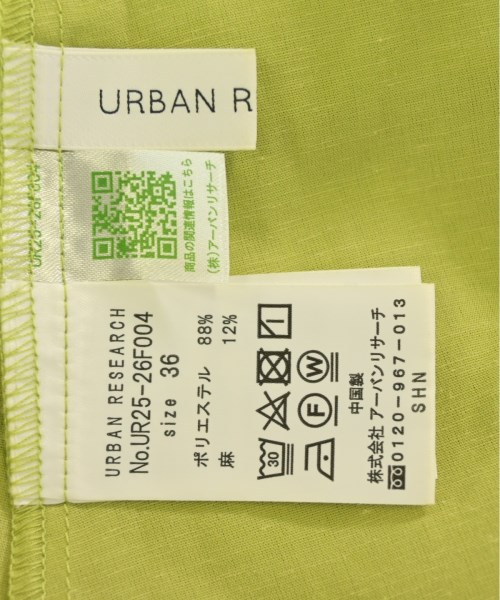 URBAN R
UR25-26F004
商品の関連情報はこちら
(株)アーバンリサーチ
URBAN RESEARCH
No.UR25-26F004
size 36
ポリエステル 88%
麻 12%
30
F
W
中国製
株式会社 アーバンリサーチ
0120-967-013
SHN